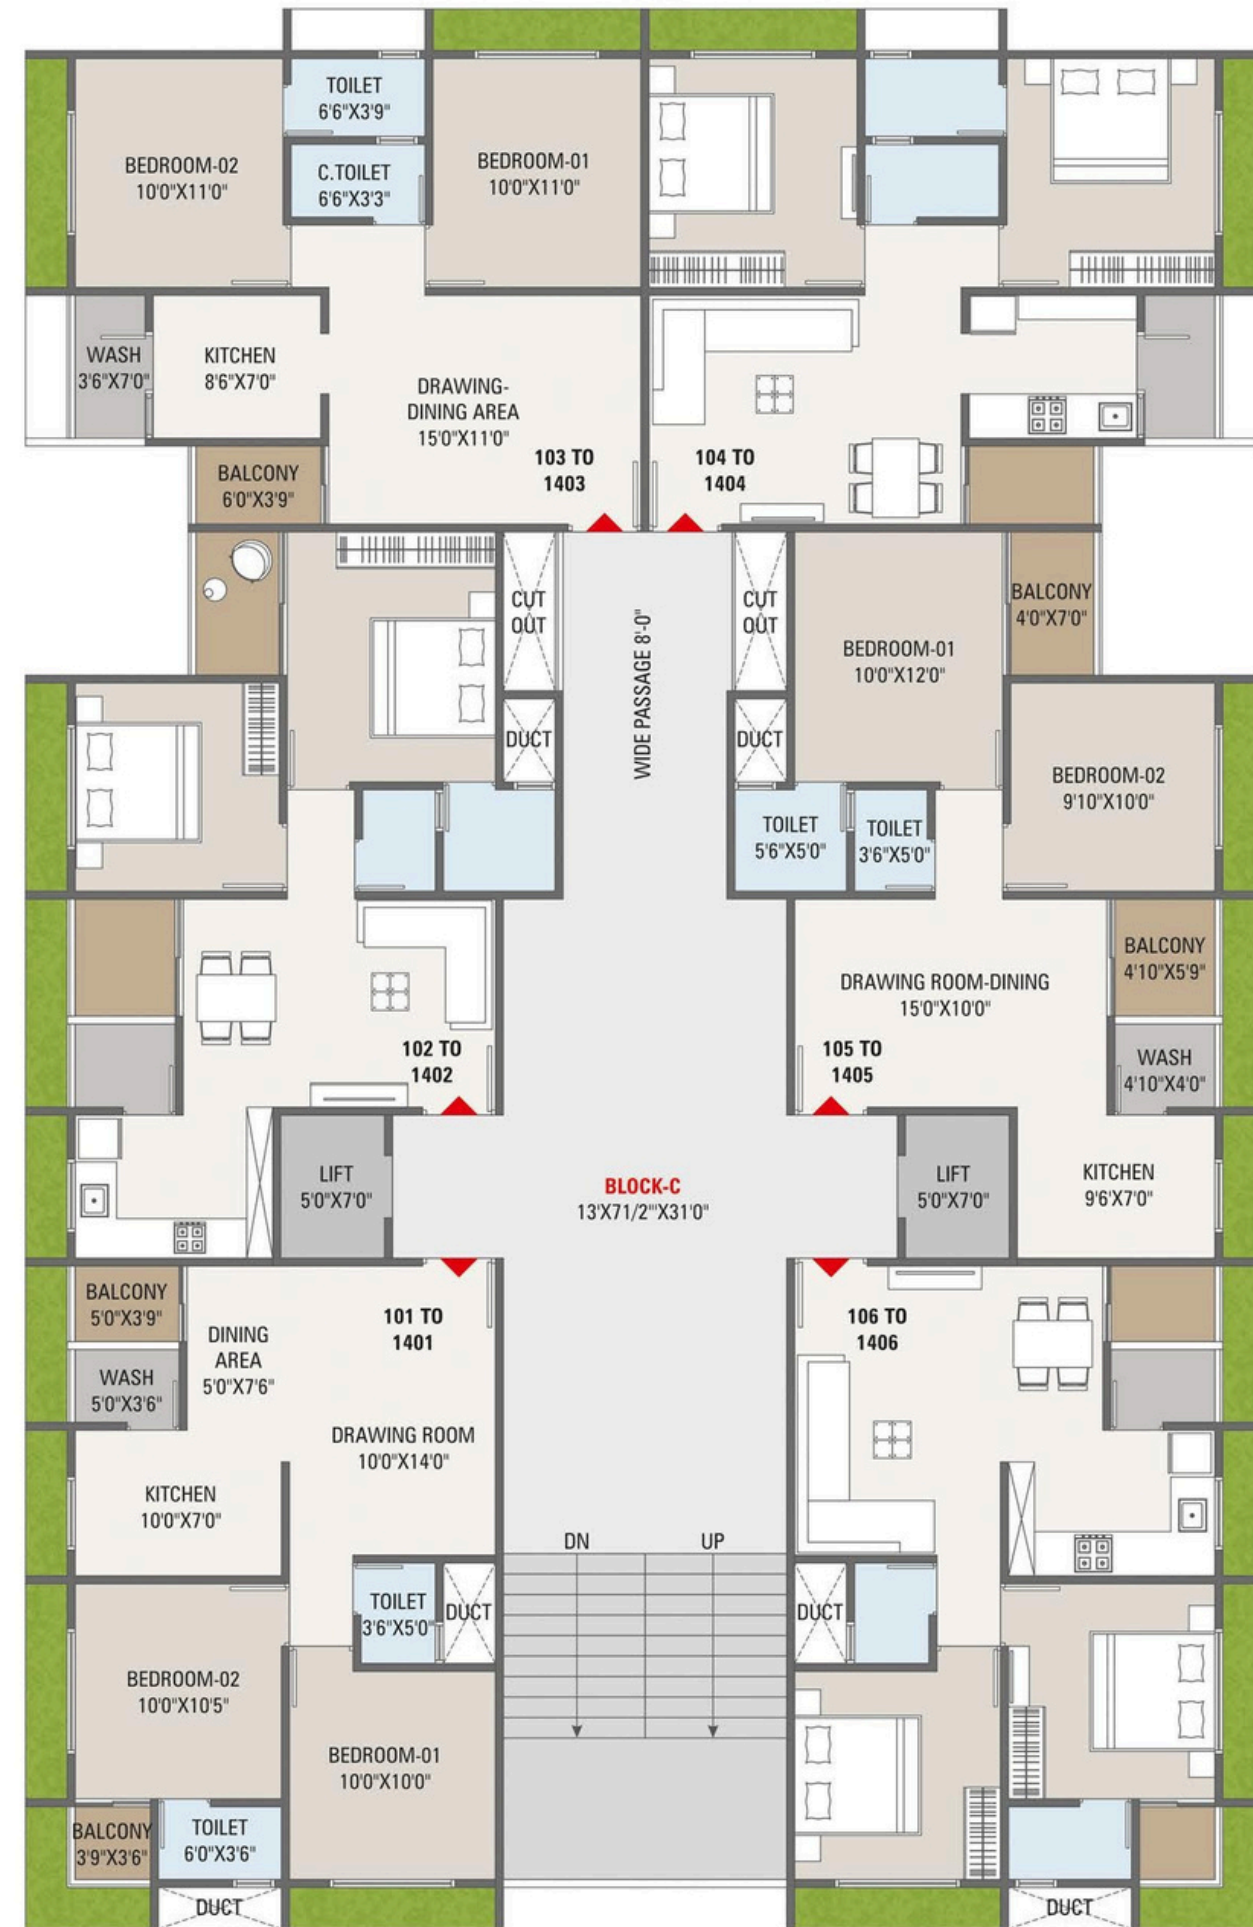 TOILET
6'6"X3'9"
BEDROOM-02
10'0"X11'0"
C.TOILET
6'6"X3'3"
BEDROOM-01
10'0"X11'0"
WASH
3'6"X7'0"
KITCHEN
8'6"X7'0"
DRAWING-
DINING AREA
15'0"X11'0"
103 TO
1403
104 TO
1404
BALCONY
6'0"X3'9"
CUT
OUT
WIDE PASSAGE 8'-0"
CUT
OUT
BEDROOM-01
10'0"X12'0"
BALCONY
4'0"X7'0"
DUCT
DUCT
BEDROOM-02
9'10"X10'0"
TOILET
5'6"X5'0"
TOILET
3'6"X5'0"
BALCONY
4'10"X5'9"
DRAWING ROOM-DINING
15'0"X10'0"
102 TO
1402
105 TO
1405
WASH
4'10"X4'0"
LIFT
5'0"X7'0"
BLOCK-C
13'X71/2"'X31'0"
LIFT
5'0"X7'0"
KITCHEN
9'6'X7'0"
BALCONY
5'0"X3'9"
DINING
AREA
5'0"X7'6"
101 TO
1401
106 TO
1406
WASH
5'0"X3'6"
DRAWING ROOM
10'0"X14'0"
KITCHEN
10'0"X7'0"
DN
UP
TOILET
3'6"X5'0"
DUCT
DUCT
BEDROOM-02
10'0"X10'5"
BEDROOM-01
10'0"X10'0"
BALCONY
3'9"X3'6"
TOILET
6'0"X3'6"
DUCT
DUCT